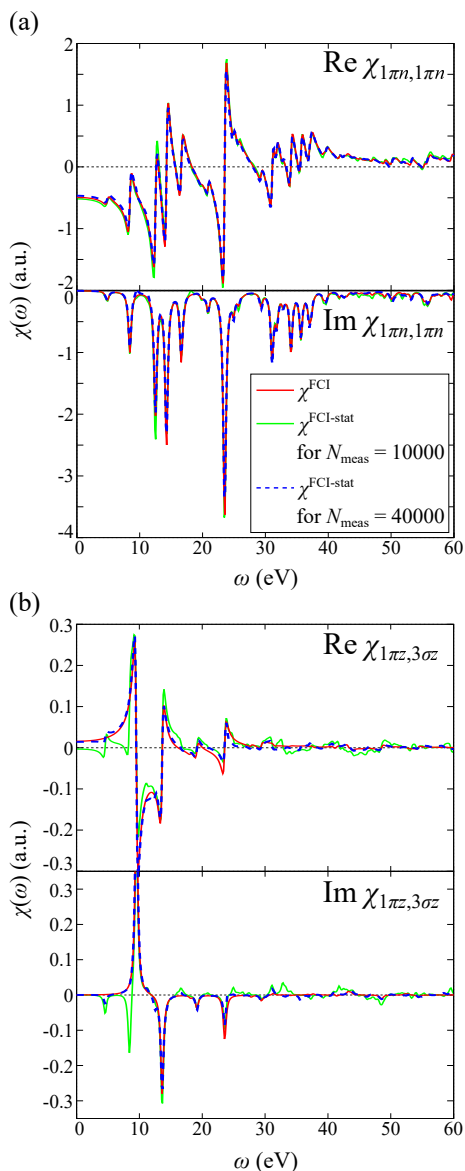 (a)
2
Re χ1πn,1πn
1
0
-1
-2
0
Im χ1πn,1πn
-1
-2
-3
-4
χ(ω) (a.u.)
χFCI
χFCI-stat
for Nmeas = 10000
χFCI-stat
for Nmeas = 40000
0 10 20 30 40 50 60
ω (eV)
(b)
0.3
Re χ1πz,3σz
0.2
0.1
0
-0.1
-0.2
-0.3
0.3
Im χ1πz,3σz
0.2
0.1
0
-0.1
-0.2
-0.3
χ(ω) (a.u.)
0 10 20 30 40 50 60
ω (eV)